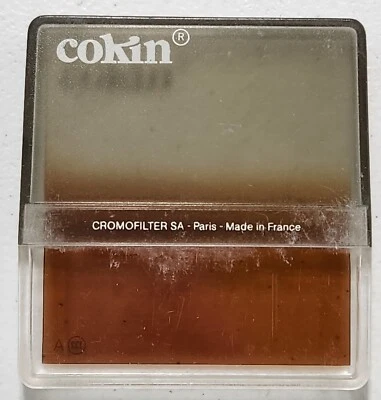 cokin®
CROMOFILTER SA - Paris - Made in France
A